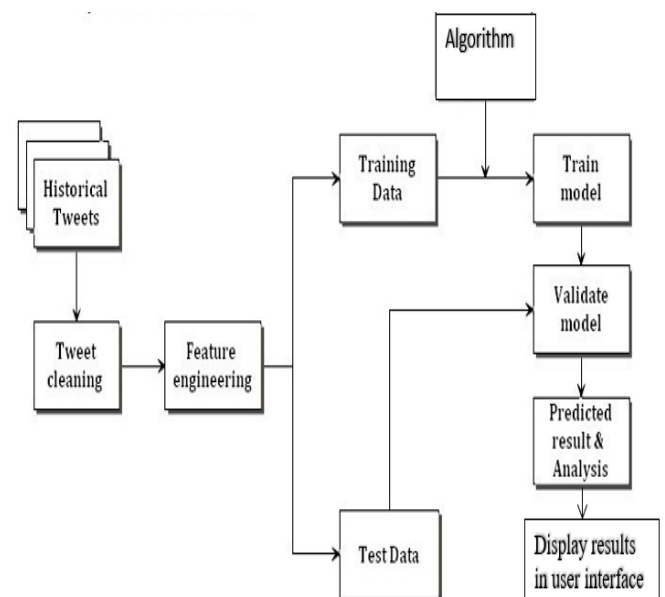 Algorithm
Historical
Tweets
Training
Data
Train
model
Tweet
cleaning
Feature
engineering
Validate
model
Predicted
result &
Analysis
Test Data
Display results
in user interface